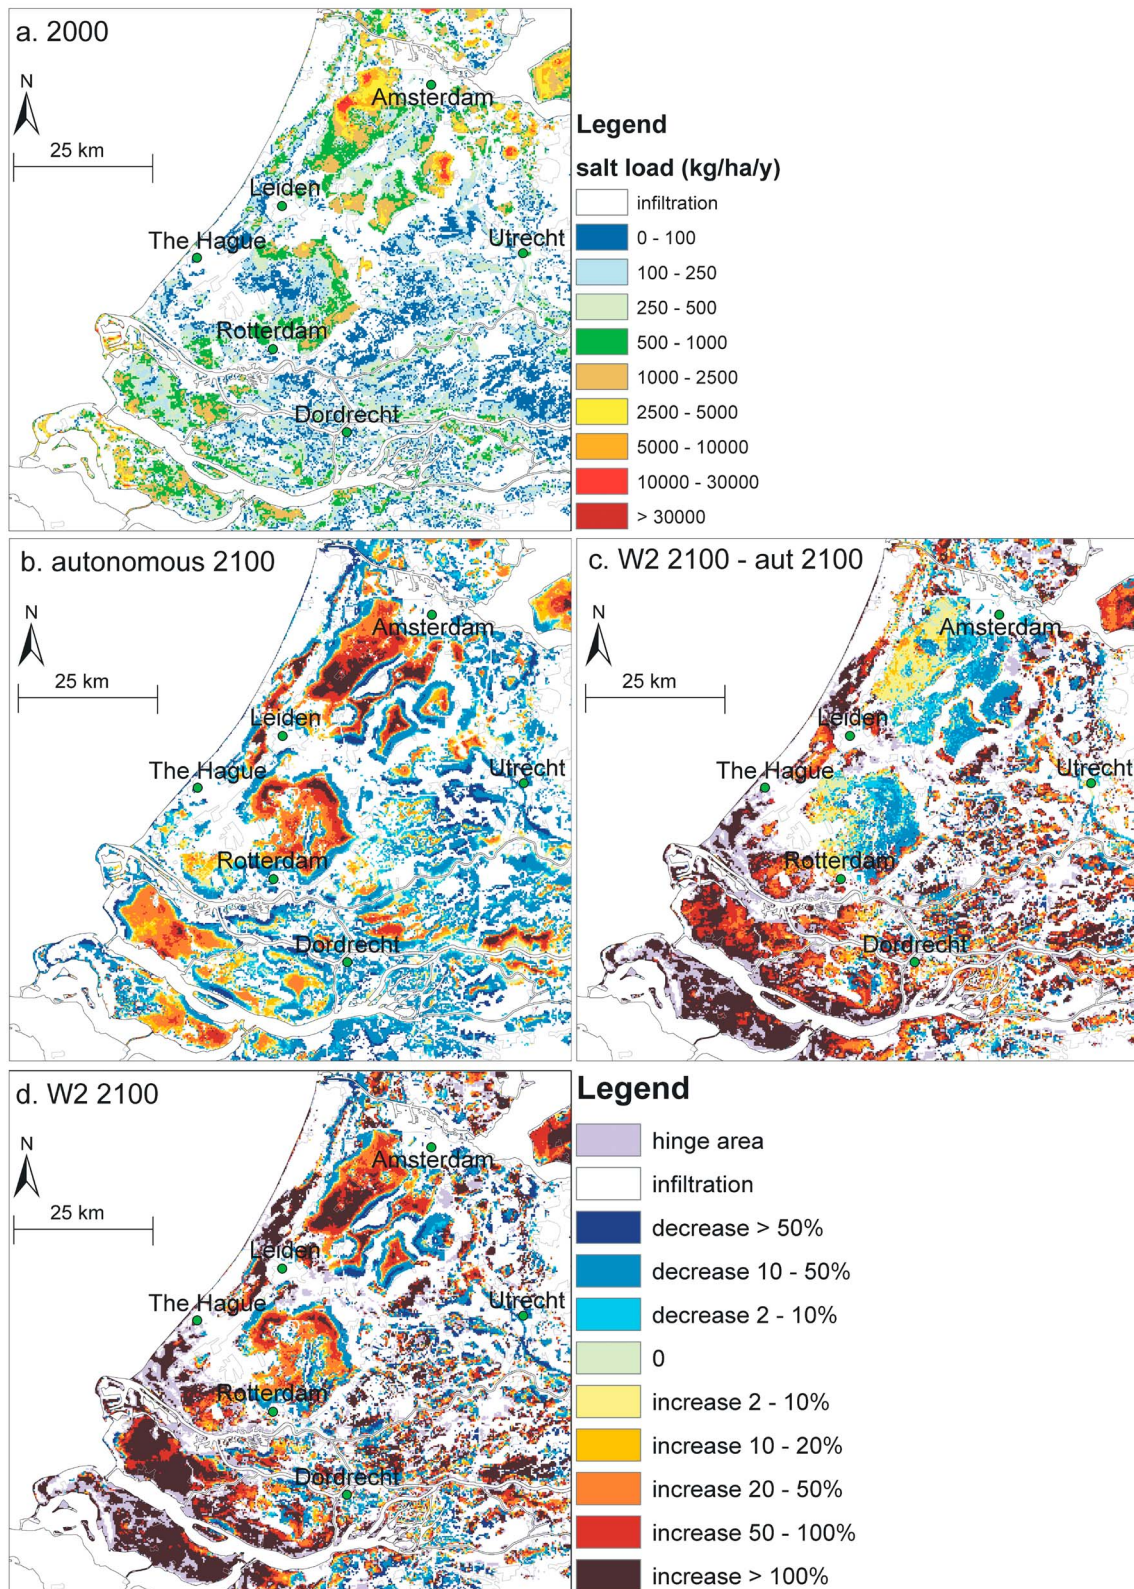 a. 2000
N
25 km
Amsterdam
Leiden
The Hague
Utrecht
Rotterdam
Dordrecht
Legend
salt load (kg/ha/y)
infiltration
0 - 100
100 - 250
250 - 500
500 - 1000
1000 - 2500
2500 - 5000
5000 - 10000
10000 - 30000
> 30000
b. autonomous 2100
N
25 km
Amsterdam
Leiden
The Hague
Utrecht
Rotterdam
Dordrecht
c. W2 2100 - aut 2100
N
25 km
Amsterdam
Leiden
The Hague
Utrecht
Rotterdam
Dordrecht
d. W2 2100
N
25 km
Amsterdam
Leiden
The Hague
Utrecht
Rotterdam
Dordrecht
Legend
hinge area
infiltration
decrease > 50%
decrease 10 - 50%
decrease 2 - 10%
0
increase 2 - 10%
increase 10 - 20%
increase 20 - 50%
increase 50 - 100%
increase > 100%